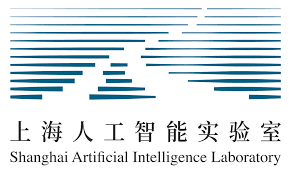 上海人工智能实验室
Shanghai Artificial Intelligence Laboratory